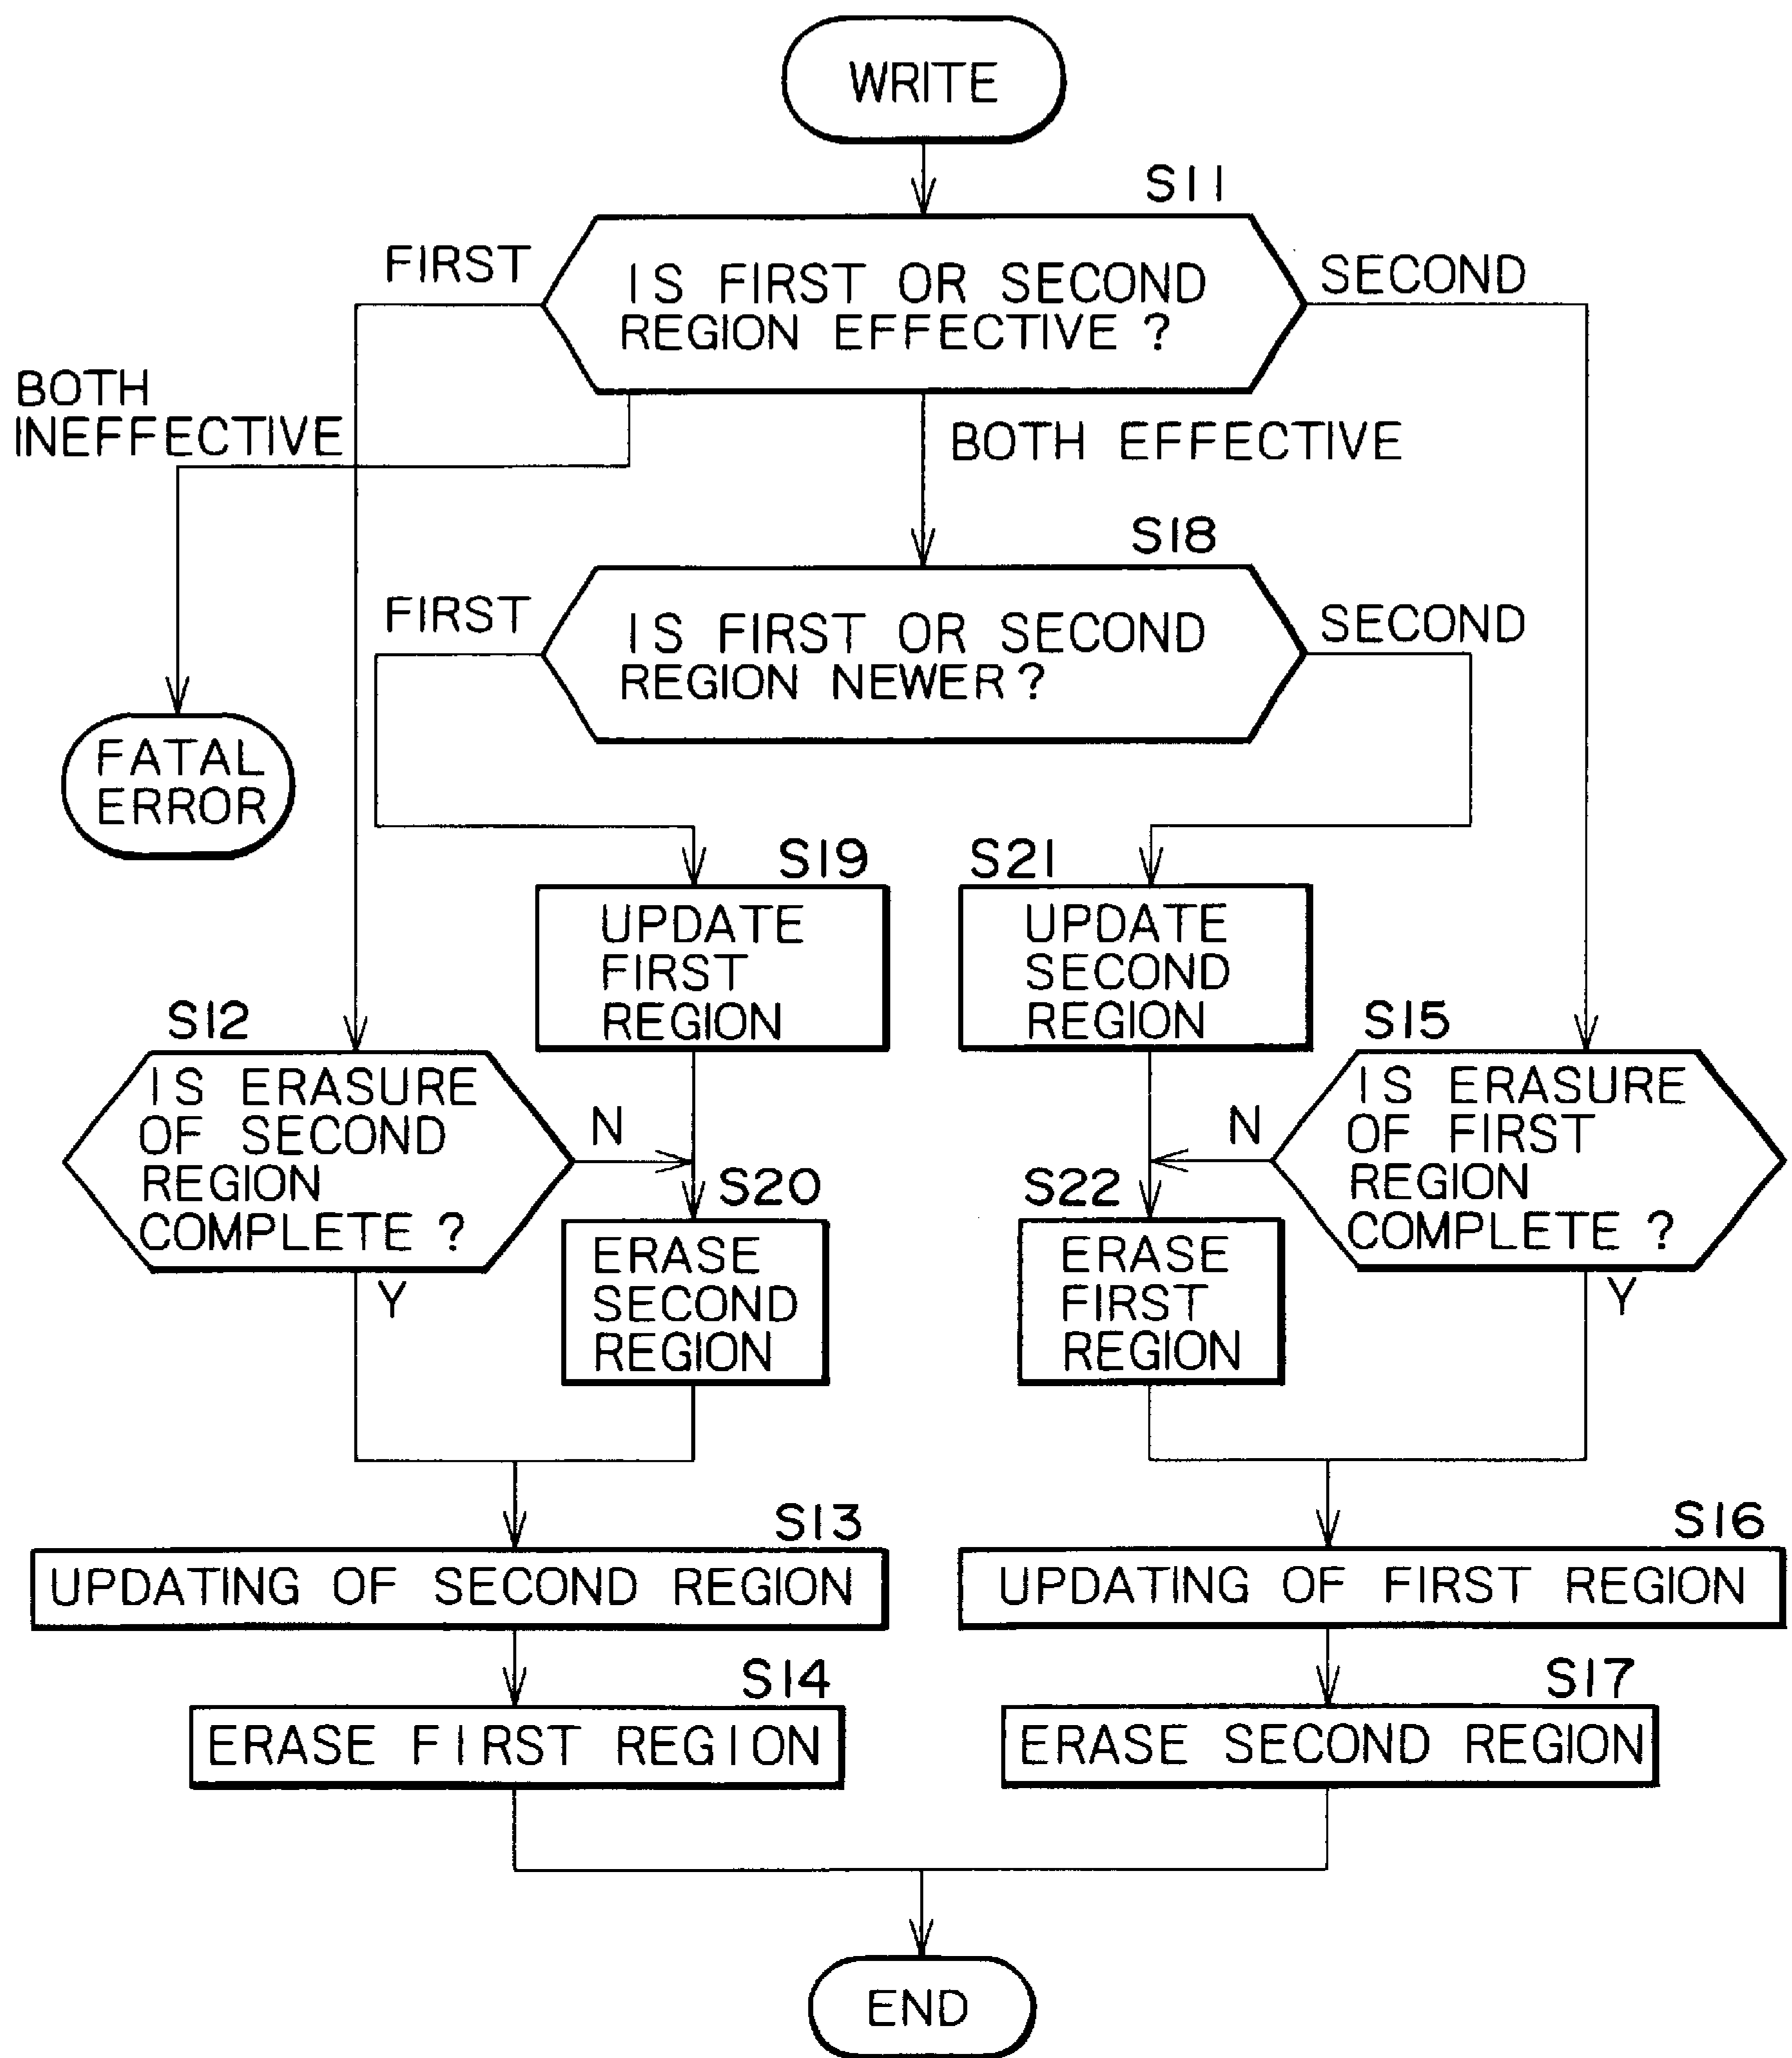 WRITE
S11
FIRST
IS FIRST OR SECOND
REGION EFFECTIVE ?
SECOND
BOTH
INEFFECTIVE
BOTH EFFECTIVE
S18
FIRST
IS FIRST OR SECOND
REGION NEWER ?
SECOND
FATAL
ERROR
S19
UPDATE
FIRST
REGION
S21
UPDATE
SECOND
REGION
S12
IS ERASURE
OF SECOND
REGION
COMPLETE ?
N
Y
S15
IS ERASURE
OF FIRST
REGION
COMPLETE ?
N
Y
S20
ERASE
SECOND
REGION
S22
ERASE
FIRST
REGION
S13
UPDATING OF SECOND REGION
S16
UPDATING OF FIRST REGION
S14
ERASE FIRST REGION
S17
ERASE SECOND REGION
END